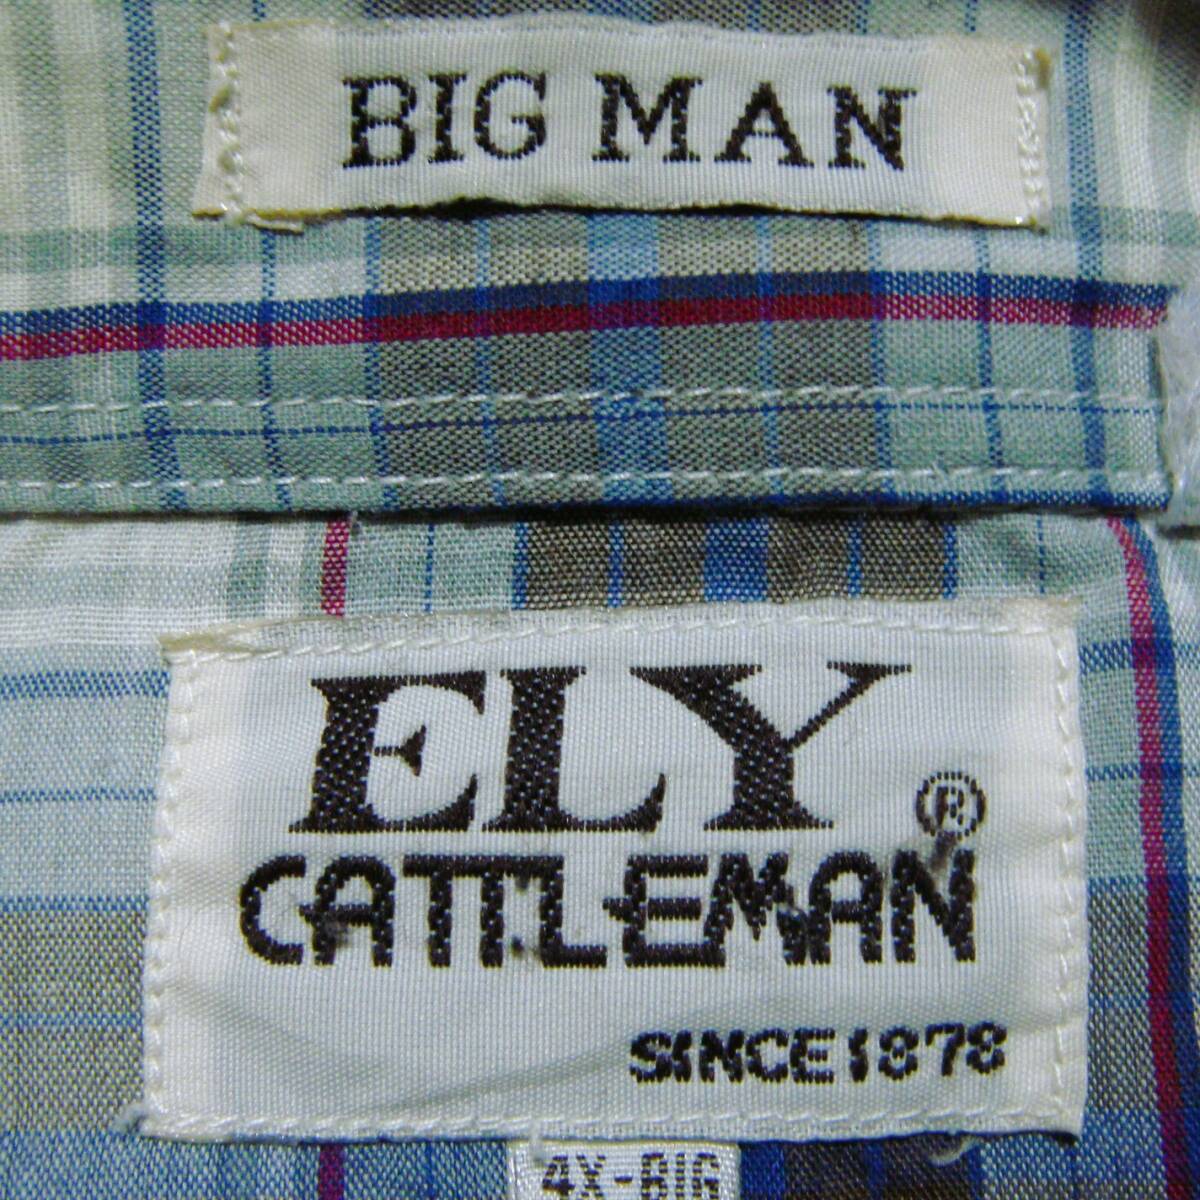 BIG MAN
ELY ®
CATTLEMAN
SINCE 1878
4X-BIG